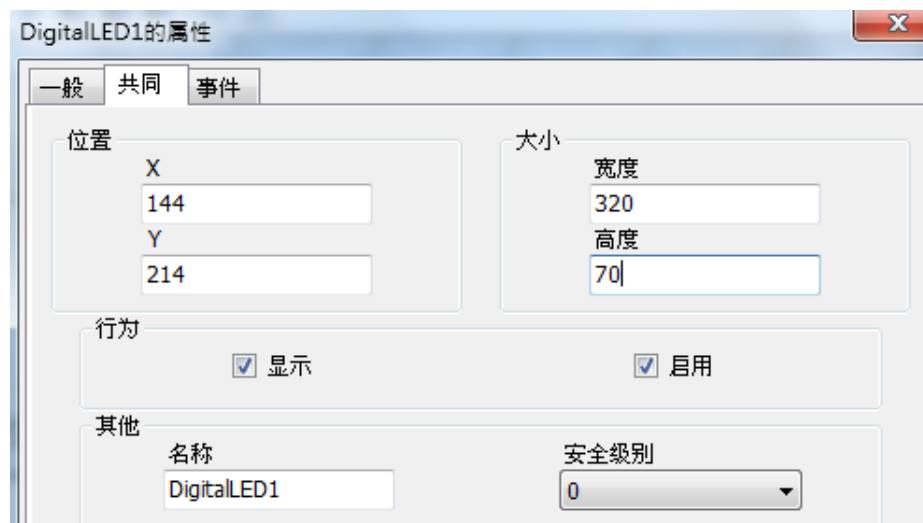 DigitalLED1的属性
一般 共同 事件
位置 大小
X 宽度
144 320
Y 高度
214 70
行为
显示 启用
其他
名称 安全级别
DigitalLED1 0